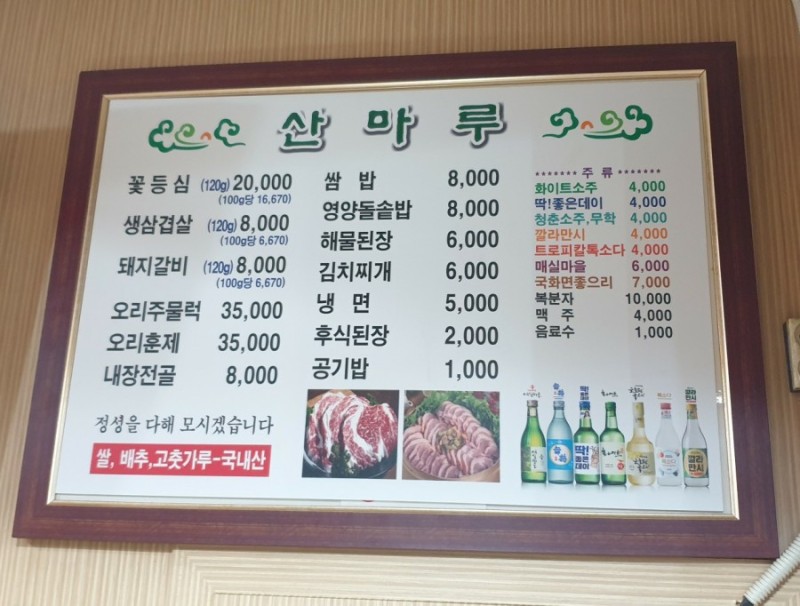 산 마 루
꽃등심 (120g) 20,000
(100g당 16,670)
생삼겹살 (120g) 8,000
(100g당 6,670)
돼지갈비 (120g) 8,000
(100g당 6,670)
오리주물럭 35,000
오리훈제 35,000
내장전골 8,000
정성을 다해 모시겠습니다
쌀, 배추,고춧가루-국내산
쌈 밥 8,000
영양돌솥밥 8,000
해물된장 6,000
김치찌개 6,000
냉 면 5,000
후식된장 2,000
공기밥 1,000
******* 주 류 *******
화이트소주 4,000
딱!좋은데이 4,000
청춘소주,무학 4,000
깔라만시 4,000
트로피칼톡소다 4,000
매실마을 6,000
국화면좋으리 7,000
복분자 10,000
맥 주 4,000
음료수 1,000
딱!
좋은
데이
깔라
만시